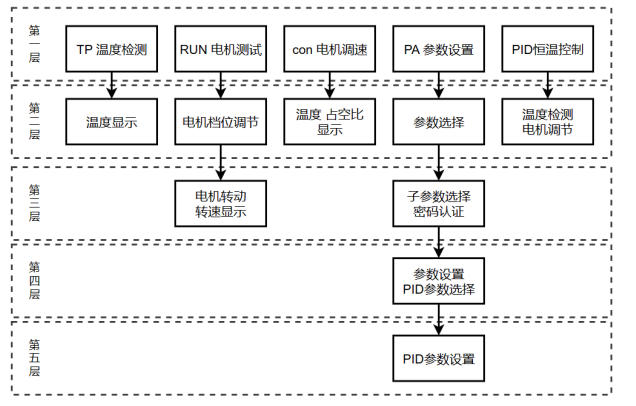 第一层
TP 温度检测
RUN 电机测试
con 电机调速
PA 参数设置
PID恒温控制
第二层
温度显示
电机档位调节
温度 占空比
显示
参数选择
温度检测
电机调节
第三层
电机转动
转速显示
子参数选择
密码认证
第四层
参数设置
PID参数选择
第五层
PID参数设置